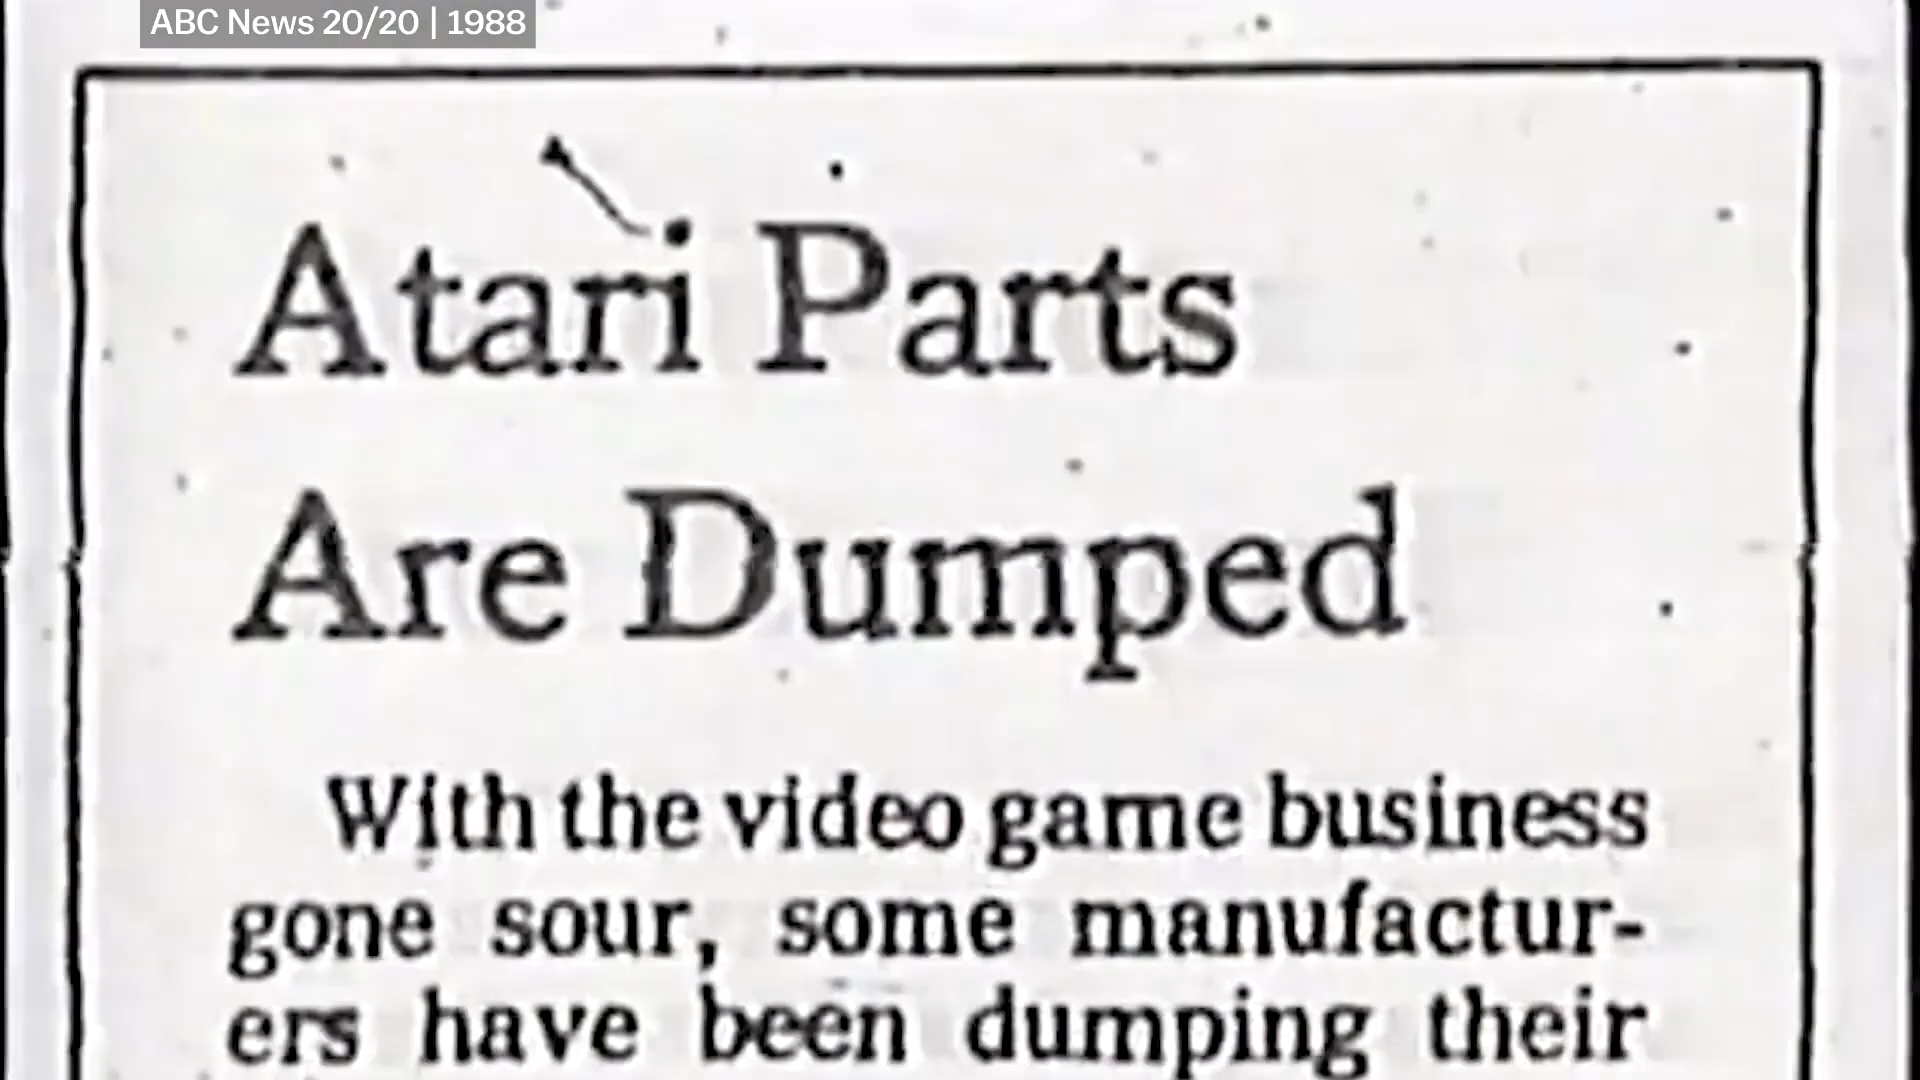 ABC News 20/20 | 1988
Atari Parts
Are Dumped
With the video game business
gone sour, some manufactur-
ers have been dumping their